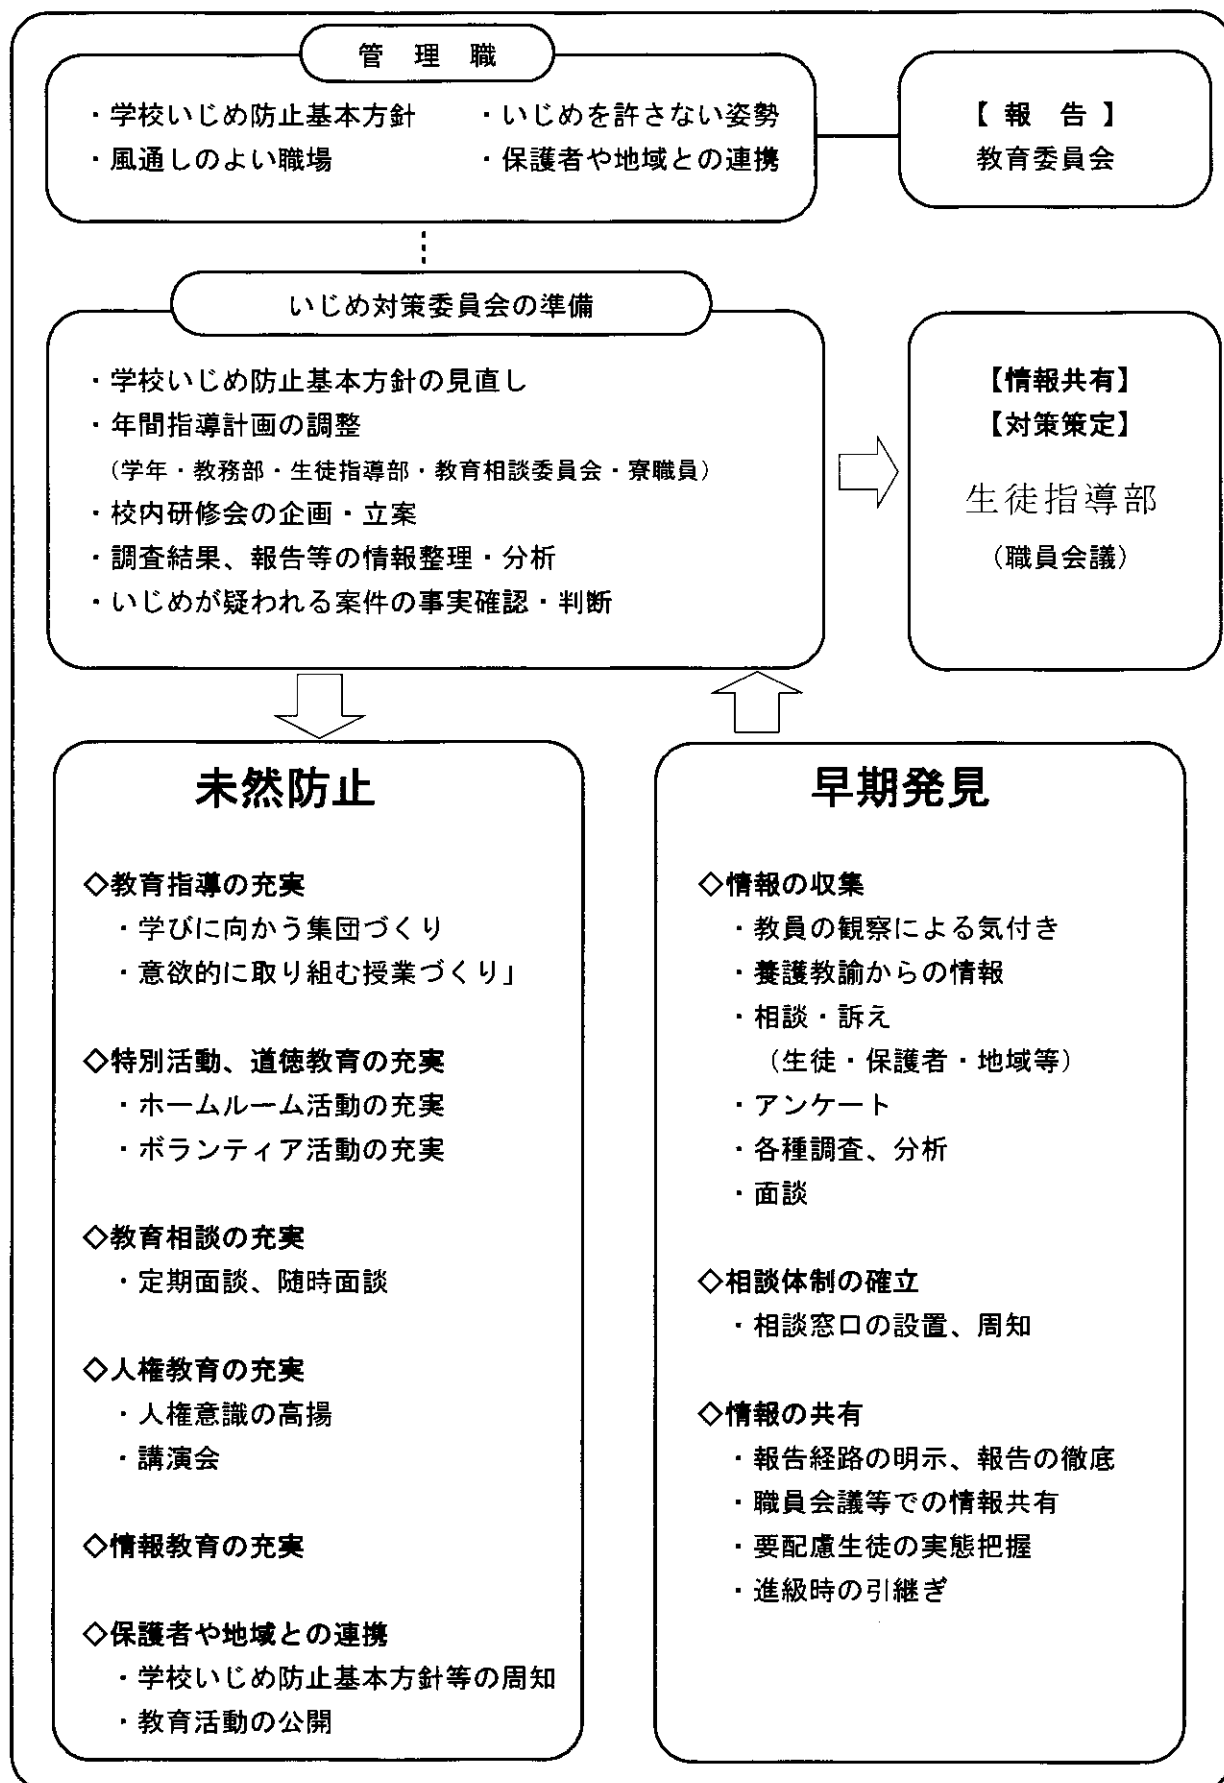 管　理　職
・学校いじめ防止基本方針　・いじめを許さない姿勢
・風通しのよい職場　・保護者や地域との連携
【 報　告 】
教育委員会
いじめ対策委員会の準備
・学校いじめ防止基本方針の見直し
・年間指導計画の調整
（学年・教務部・生徒指導部・教育相談委員会・寮職員）
・校内研修会の企画・立案
・調査結果、報告等の情報整理・分析
・いじめが疑われる案件の事実確認・判断
【情報共有】
【対策策定】
生徒指導部
（職員会議）
未然防止
◇教育指導の充実
・学びに向かう集団づくり
・意欲的に取り組む授業づくり」
◇特別活動、道徳教育の充実
・ホームルーム活動の充実
・ボランティア活動の充実
◇教育相談の充実
・定期面談、随時面談
◇人権教育の充実
・人権意識の高揚
・講演会
◇情報教育の充実
◇保護者や地域との連携
・学校いじめ防止基本方針等の周知
・教育活動の公開
早期発見
◇情報の収集
・教員の観察による気付き
・養護教諭からの情報
・相談・訴え
（生徒・保護者・地域等）
・アンケート
・各種調査、分析
・面談
◇相談体制の確立
・相談窓口の設置、周知
◇情報の共有
・報告経路の明示、報告の徹底
・職員会議等での情報共有
・要配慮生徒の実態把握
・進級時の引継ぎ